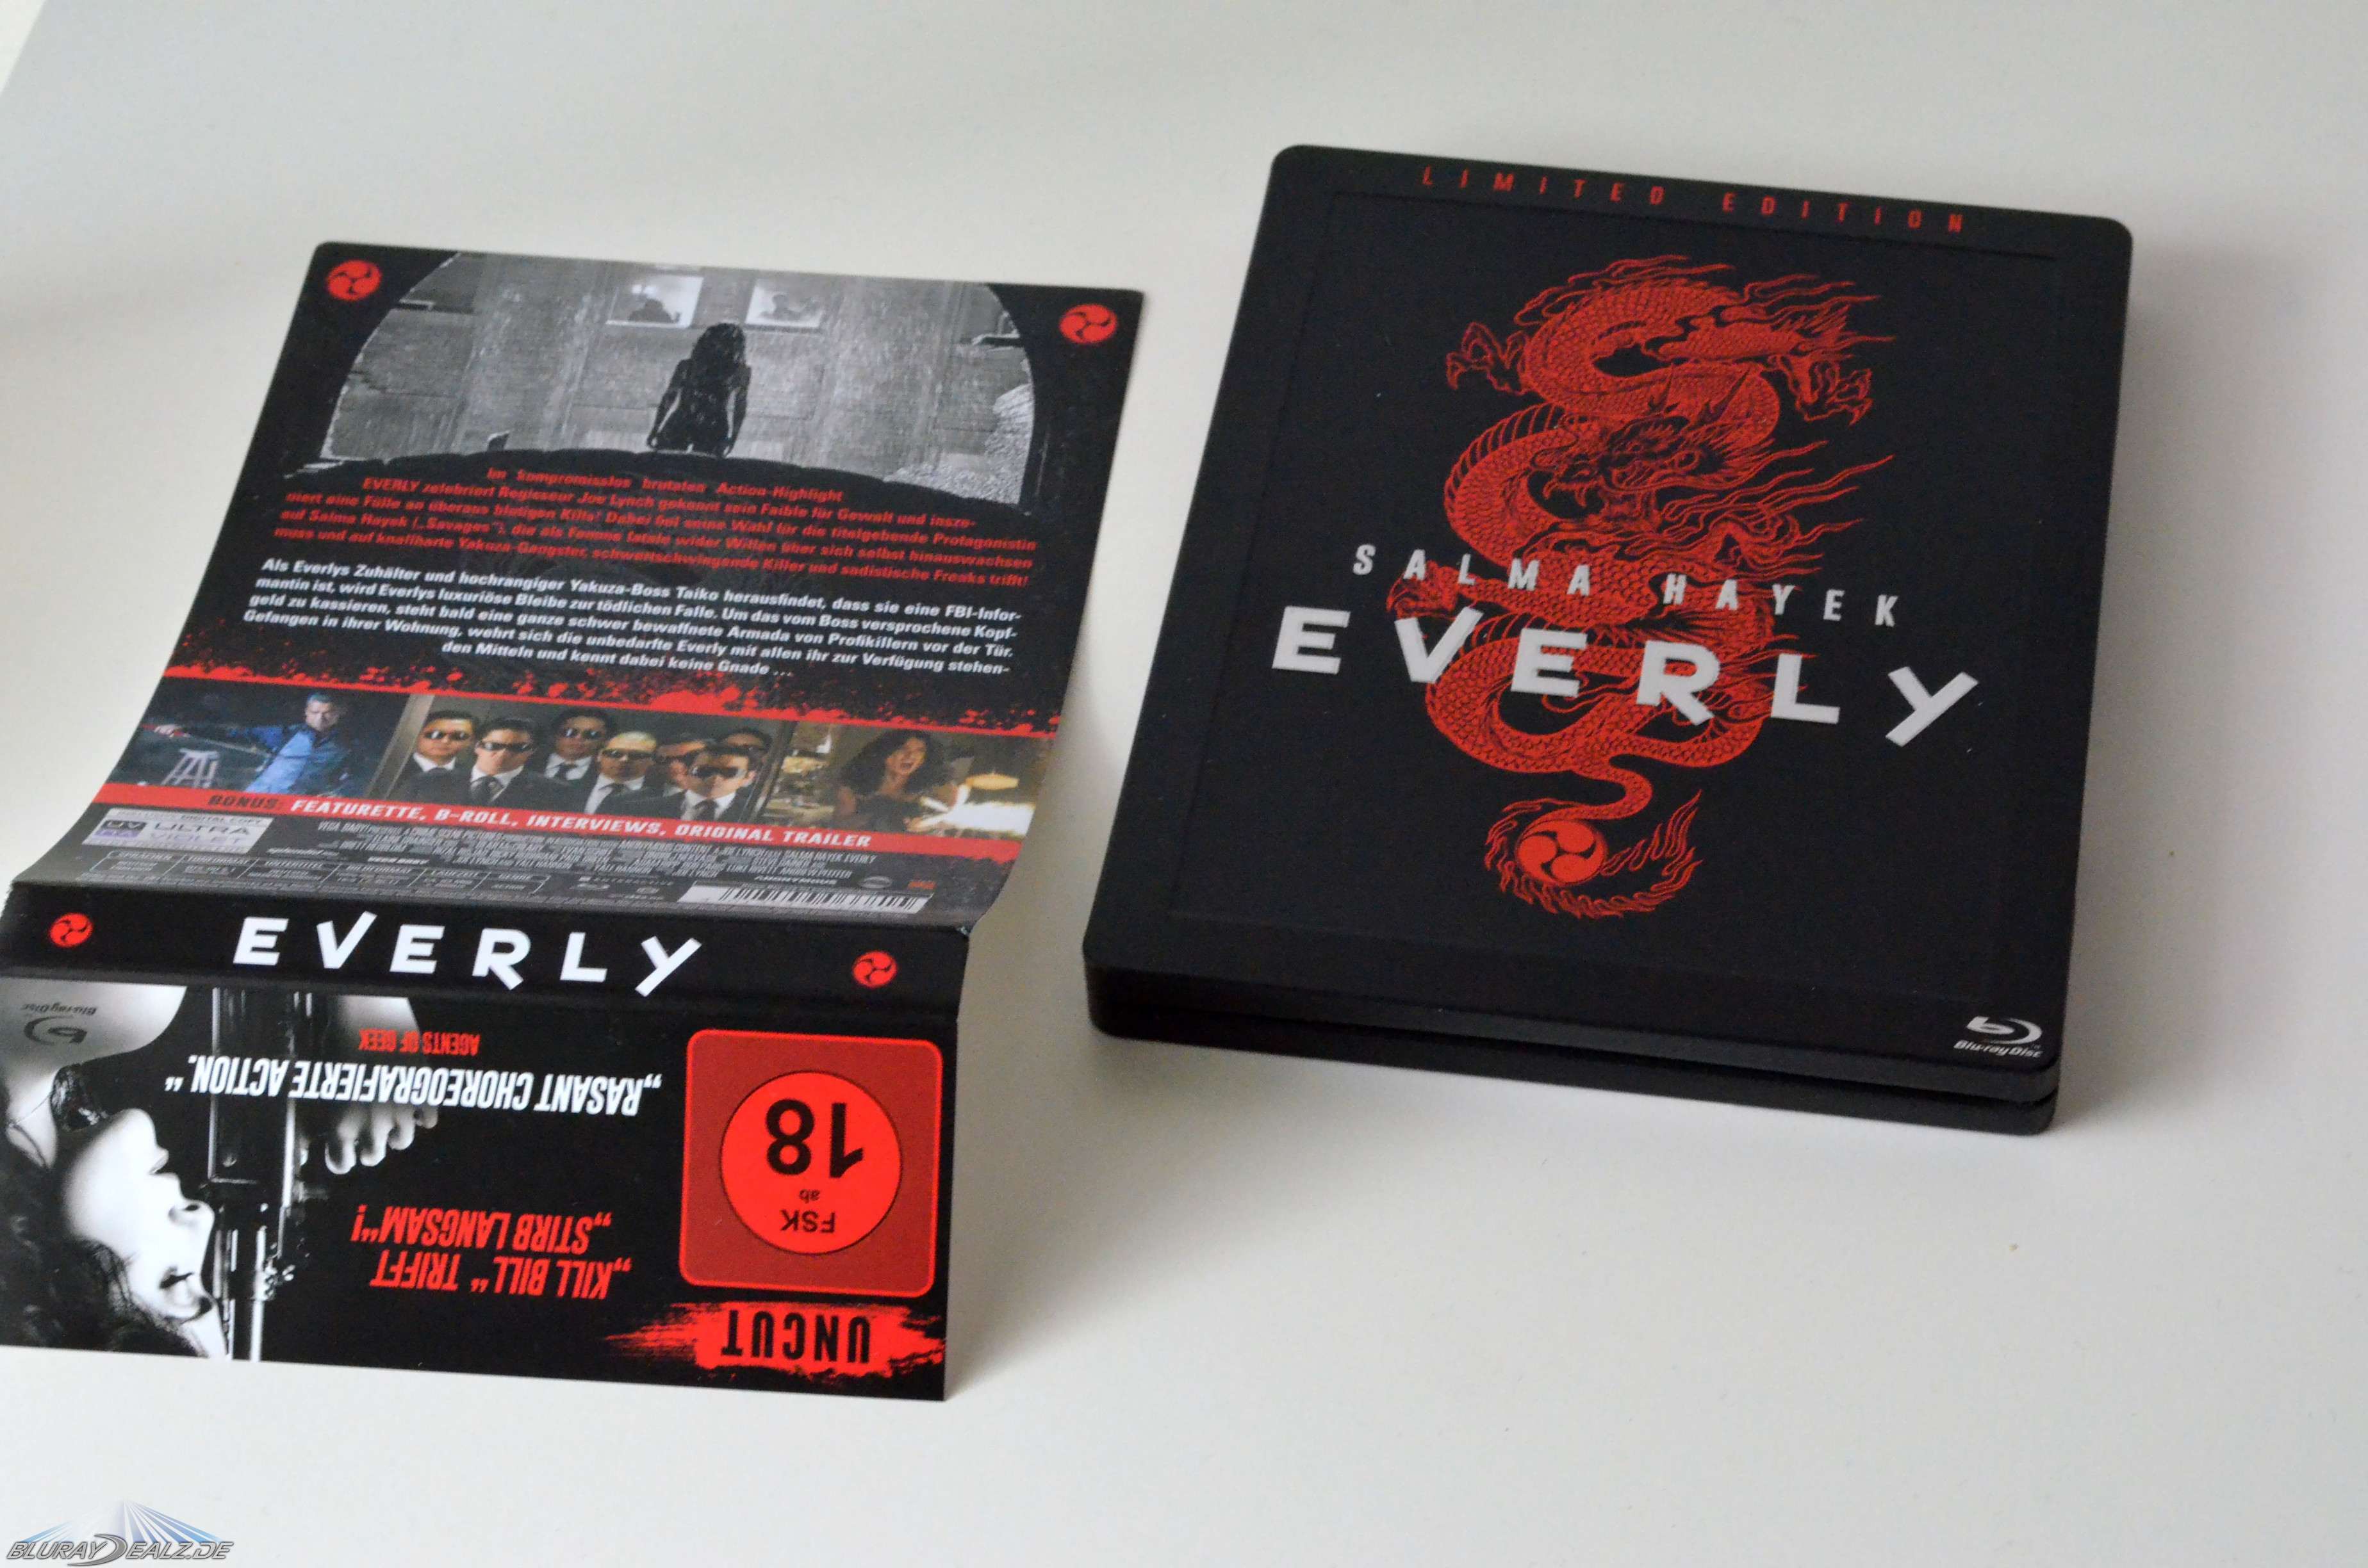 LIMITED EDITION
SALMA HAYEK
EVERLY
Blu-ray Disc
Im kompromisslos brutalen Action-Highlight
EVERLY zelebriert Regisseur Joe Lynch gekonnt sein Faible für Gewalt und insze-
niert eine Fülle an überaus blutigen Kills! Dabei fiel seine Wahl für die titelgebende Protagonistin
auf Salma Hayek („Savages“), die als Femme fatale wider Willen über sich selbst hinauswachsen
muss und auf knallharte Yakuza-Gangster, schwertschwingende Killer und sadistische Freaks trifft!
Als Everlys Zuhälter und hochrangiger Yakuza-Boss Taiko herausfindet, dass sie eine FBI-Infor-
mantin ist, wird Everlys luxuriöse Bleibe zur tödlichen Falle. Um das vom Boss versprochene Kopf-
geld zu kassieren, steht bald eine ganze schwer bewaffnete Armada von Profikillern vor der Tür.
Gefangen in ihrer Wohnung, wehrt sich die unbedarfte Everly mit allen ihr zur Verfügung stehen-
den Mitteln und kennt dabei keine Gnade ...
BONUS: FEATURETTE, B-ROLL, INTERVIEWS, ORIGINAL TRAILER
DIGITAL COPY
UV ULTRA
VIOLET
EVERLY
UNCUT
„KILL BILL“ TRIFFT
„STIRB LANGSAM“!
FSK
ab
18
„RASANT CHOREOGRAFIERTE ACTION.“
AGENTS OF GEEK
Blu-ray Disc
BLURAYDEALZ.DE